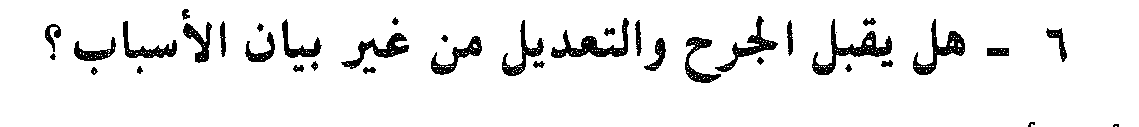 ٦ ـ هل يقبل الجرح والتعديل من غير بيان الأسباب؟